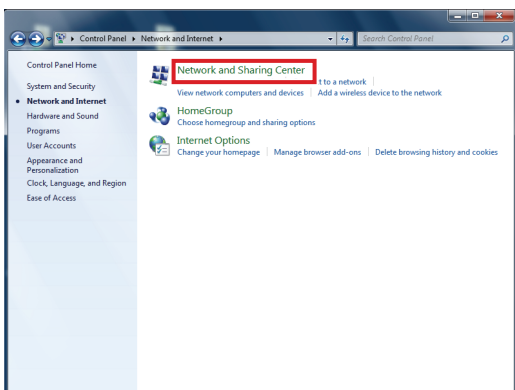 Control Panel Network and Internet Search Control Panel
Control Panel Home
System and Security
Network and Internet
Hardware and Sound
Programs
User Accounts
Appearance and
Personalization
Clock, Language, and Region
Ease of Access
Network and Sharing Center
t to a network
View network computers and devices Add a wireless device to the network
HomeGroup
Choose homegroup and sharing options
Internet Options
Change your homepage Manage browser add-ons Delete browsing history and cookies